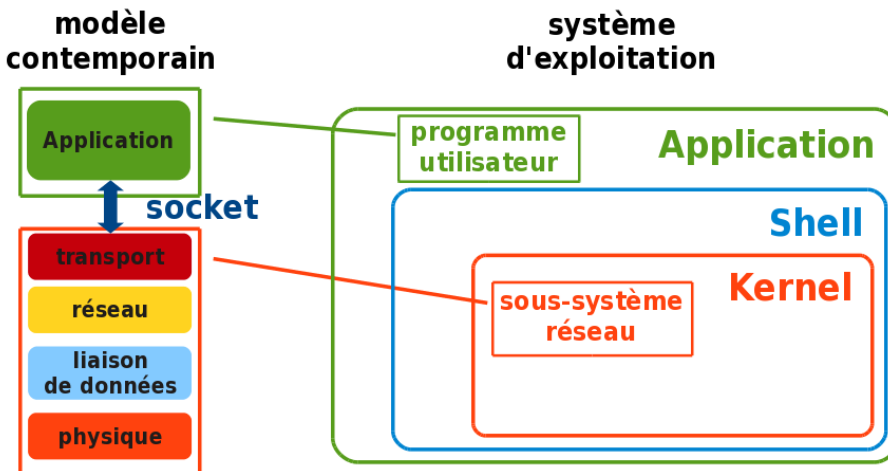 modèle
contemporain
Application
socket
transport
réseau
liaison
de données
physique
système
d'exploitation
programme
utilisateur
Application
Shell
Kernel
sous-système
réseau